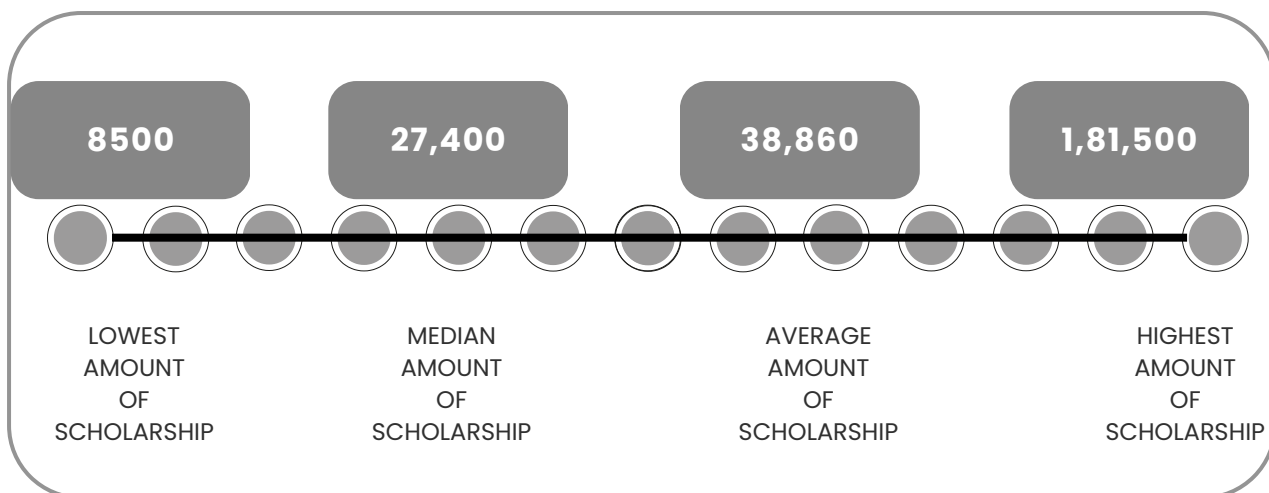 8500
27,400
38,860
1,81,500
LOWEST
AMOUNT
OF
SCHOLARSHIP
MEDIAN
AMOUNT
OF
SCHOLARSHIP
AVERAGE
AMOUNT
OF
SCHOLARSHIP
HIGHEST
AMOUNT
OF
SCHOLARSHIP